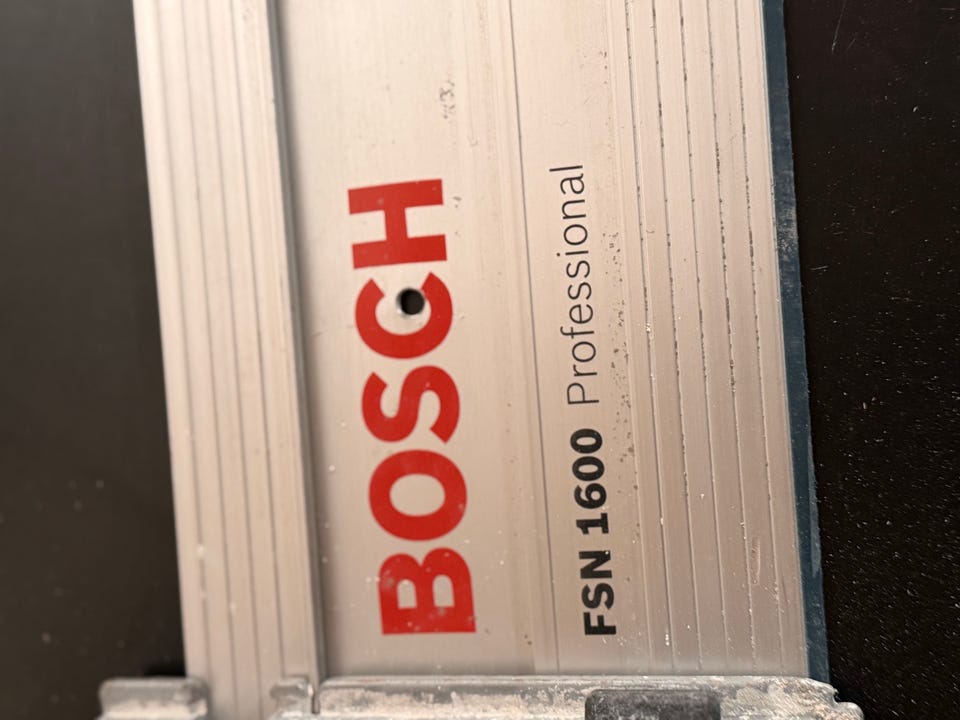 BOSCH
FSN 1600 Professional